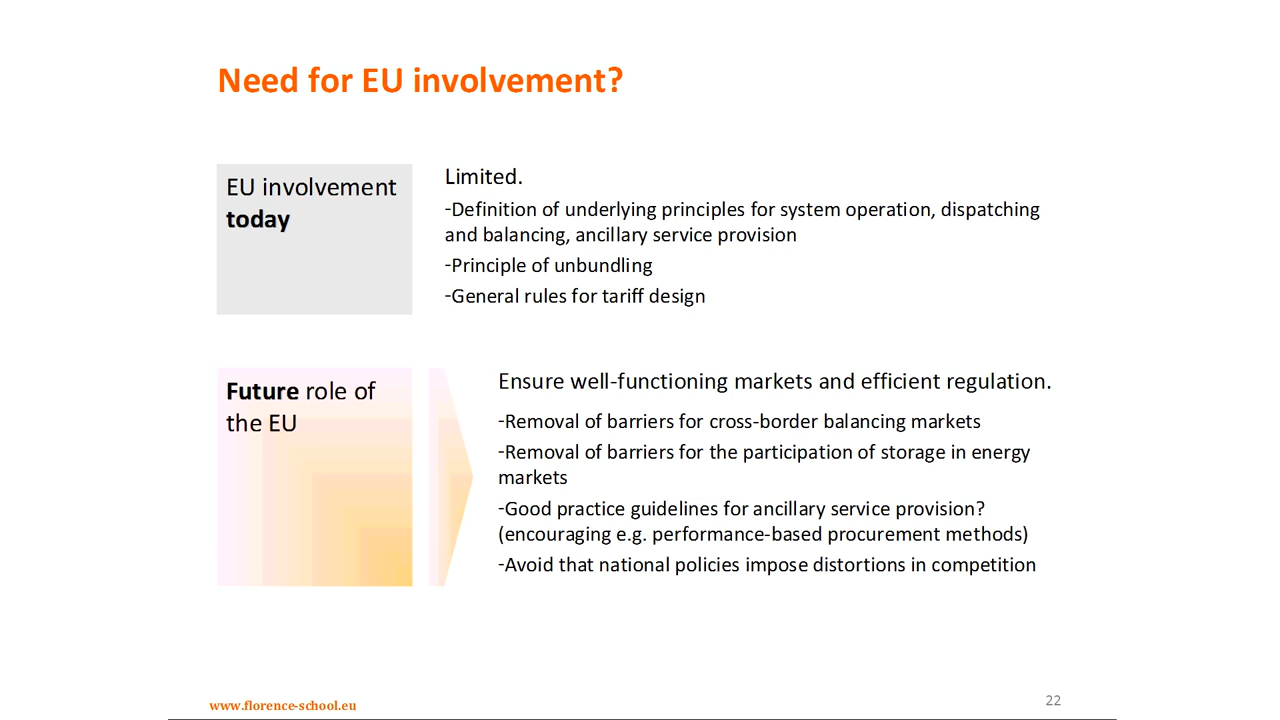 Need for EU involvement?
EU involvement
today
Limited.
-Definition of underlying principles for system operation, dispatching
and balancing, ancillary service provision
-Principle of unbundling
-General rules for tariff design
Future role of
the EU
Ensure well-functioning markets and efficient regulation.
-Removal of barriers for cross-border balancing markets
-Removal of barriers for the participation of storage in energy
markets
-Good practice guidelines for ancillary service provision?
(encouraging e.g. performance-based procurement methods)
-Avoid that national policies impose distortions in competition
www.florence-school.eu
22